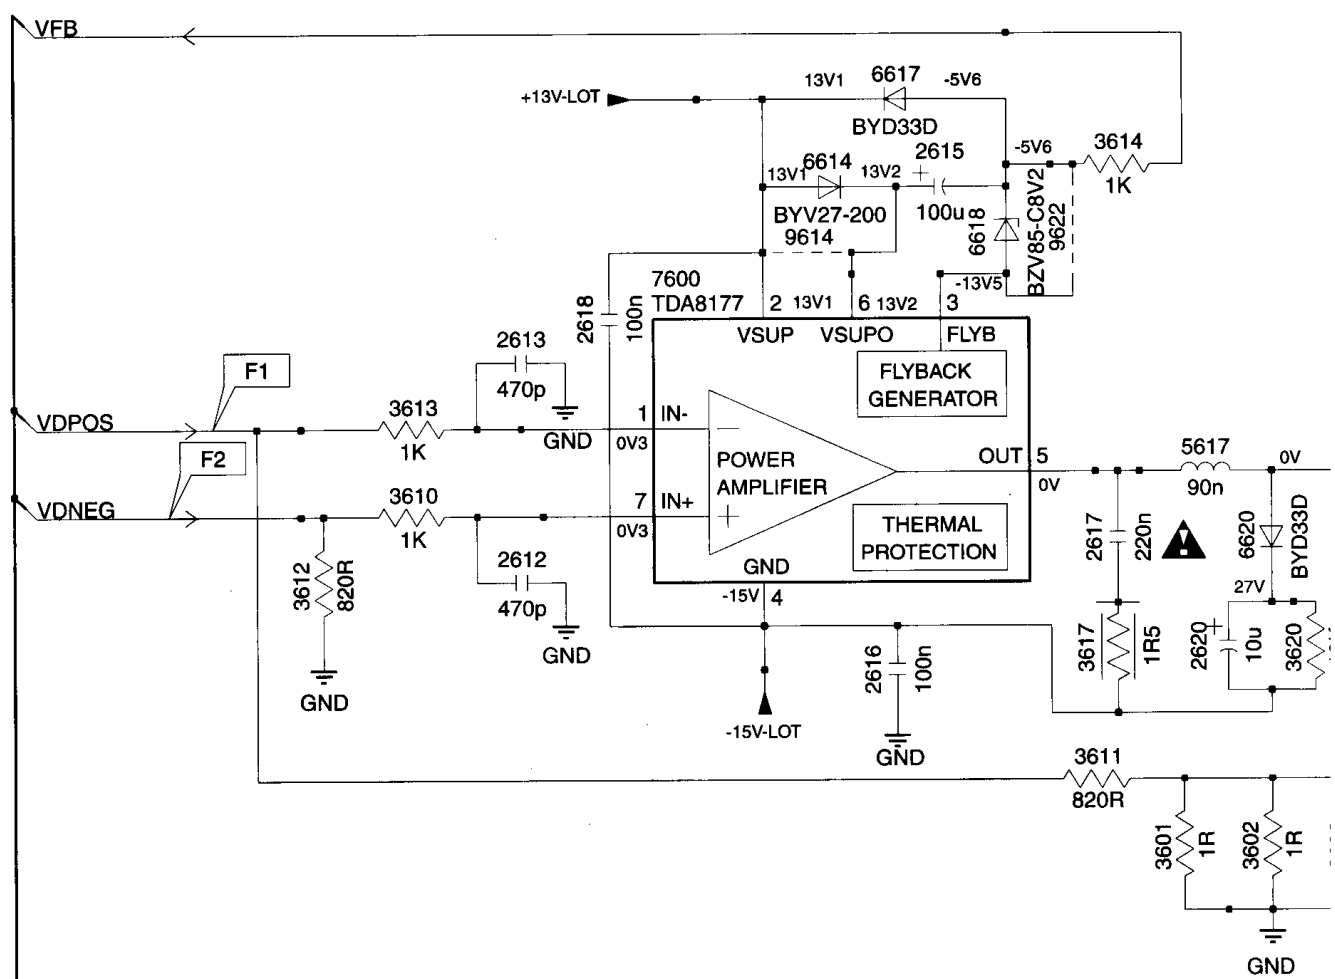 VFB
13V1
6617
-5V6
+13V-LOT
BYD33D
-5V6
3614
1K
13V1
6614
13V2
+
2615
100u
BYV27-200
9614
6618
BZV85-C8V2
9622
7600
TDA8177
2
13V1
6
13V2
3
-13V5
2618
100n
VSUP
VSUPO
FLYB
FLYBACK
GENERATOR
2613
470p
GND
F1
VDPOS
3613
1K
1
IN-
0V3
F2
POWER
AMPLIFIER
OUT
5
0V
5617
90n
0V
VDNEG
3610
1K
7
IN+
0V3
THERMAL
PROTECTION
2617
220n
!
6620
BYD33D
3612
820R
GND
2612
470p
GND
GND
-15V
4
27V
3617
1R5
+
2620
10u
3620
2616
100n
GND
-15V-LOT
3611
820R
3601
1R
3602
1R
GND